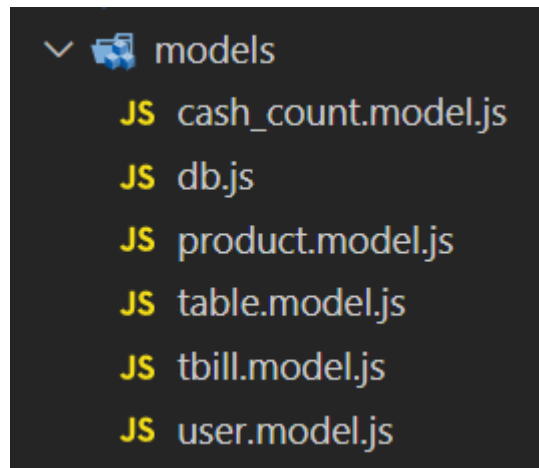 models
JS cash_count.model.js
JS db.js
JS product.model.js
JS table.model.js
JS tbill.model.js
JS user.model.js